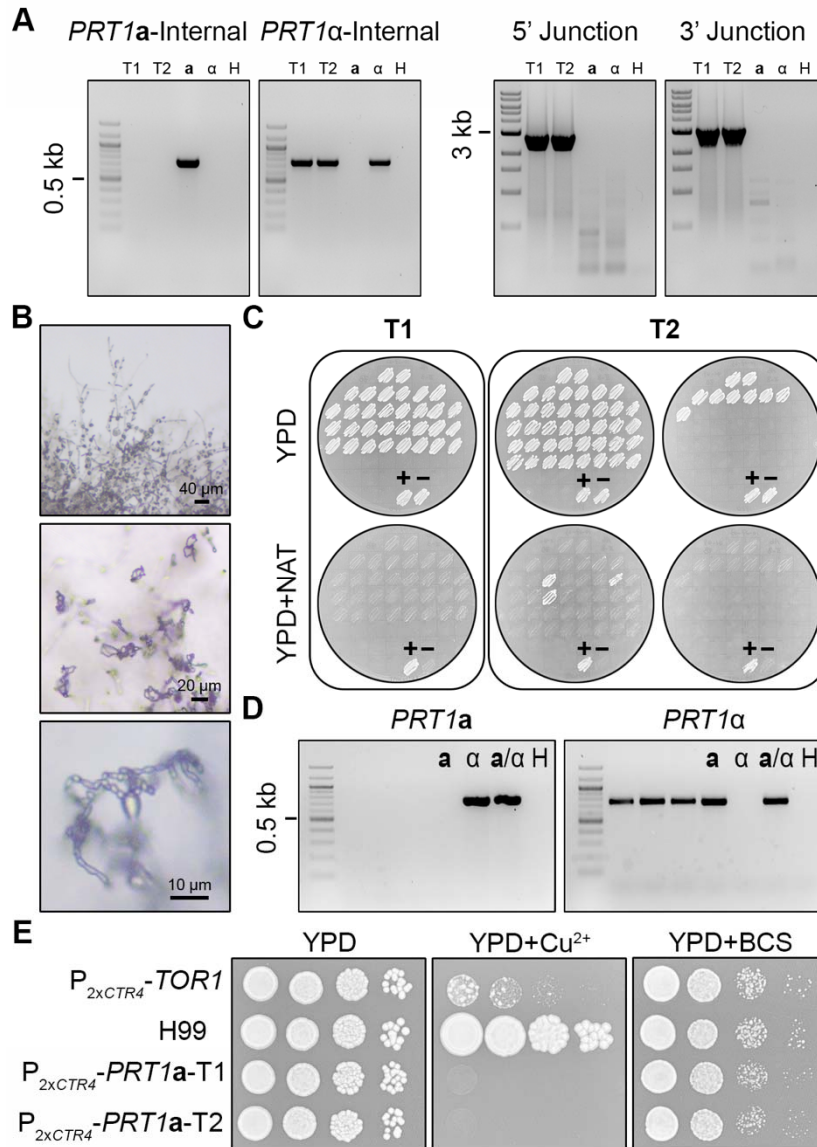 A
PRT1a-Internal PRT1α-Internal 5' Junction 3' Junction
T1 T2 a α H T1 T2 a α H T1 T2 a α H T1 T2 a α H
0.5 kb
3 kb
B
40 µm
20 µm
10 µm
C
T1 T2
YPD
+ − + − + −
YPD+NAT
+ − + − + −
D
PRT1a PRT1α
a α a/α H a α a/α H
0.5 kb
E
YPD YPD+Cu²⁺ YPD+BCS
P2xCTR4-TOR1
H99
P2xCTR4-PRT1a-T1
P2xCTR4-PRT1a-T2